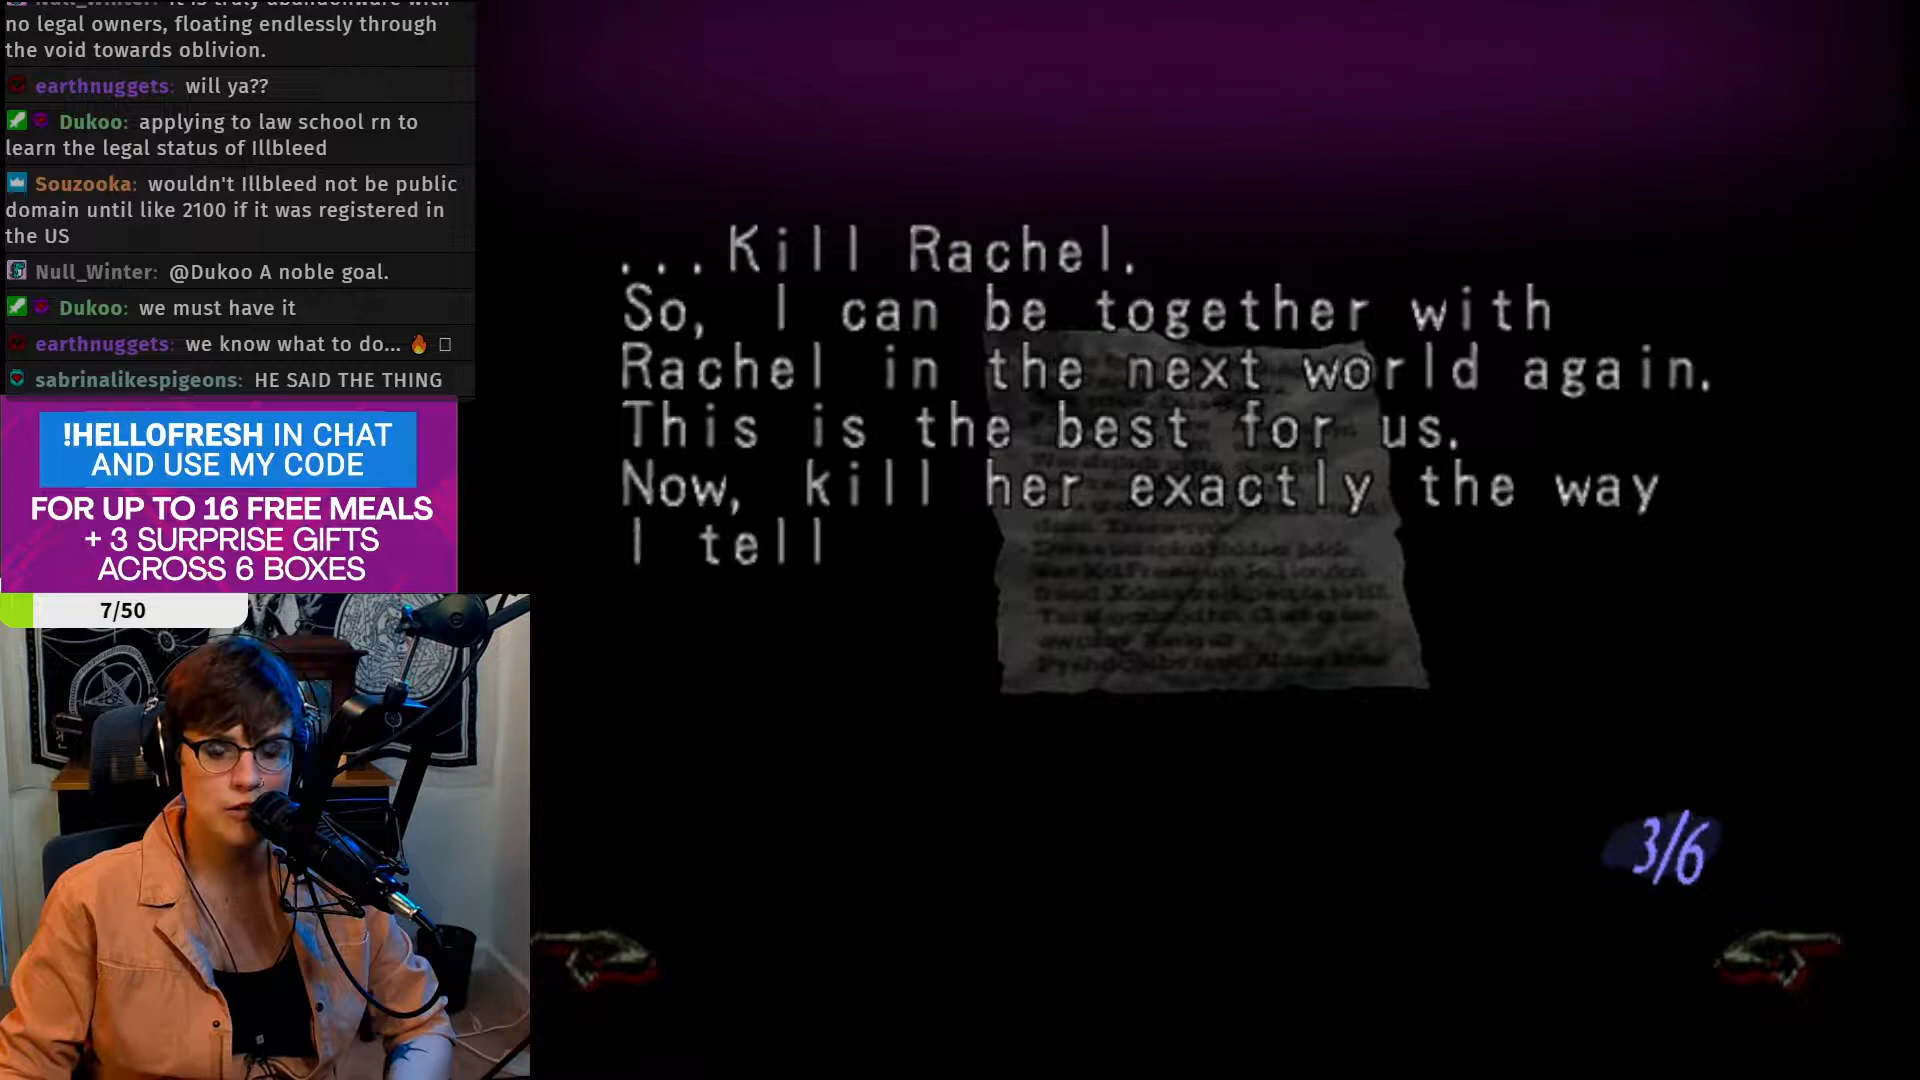 no legal owners, floating endlessly through
the void towards oblivion.
earthnuggets: will ya??
Dukoo: applying to law school rn to
learn the legal status of Illbleed
Souzooka: wouldn't Illbleed not be public
domain until like 2100 if it was registered in
the US
Null_Winter: @Dukoo A noble goal.
Dukoo: we must have it
earthnuggets: we know what to do... 🔥
sabrinalikespigeons: HE SAID THE THING
!HELLOFRESH IN CHAT
AND USE MY CODE
FOR UP TO 16 FREE MEALS
+ 3 SURPRISE GIFTS
ACROSS 6 BOXES
7/50
...Kill Rachel.
So, I can be together with
Rachel in the next world again.
This is the best for us.
Now, kill her exactly the way
I tell
3/6